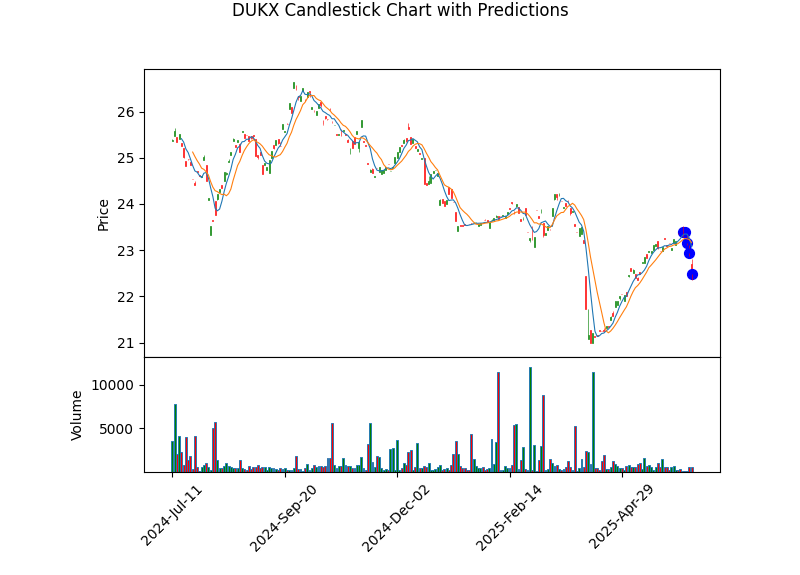 DUKX Candlestick Chart with Predictions
Price
26
25
24
23
22
21
Volume
10000
5000
2024-Jul-11
2024-Sep-20
2024-Dec-02
2025-Feb-14
2025-Apr-29